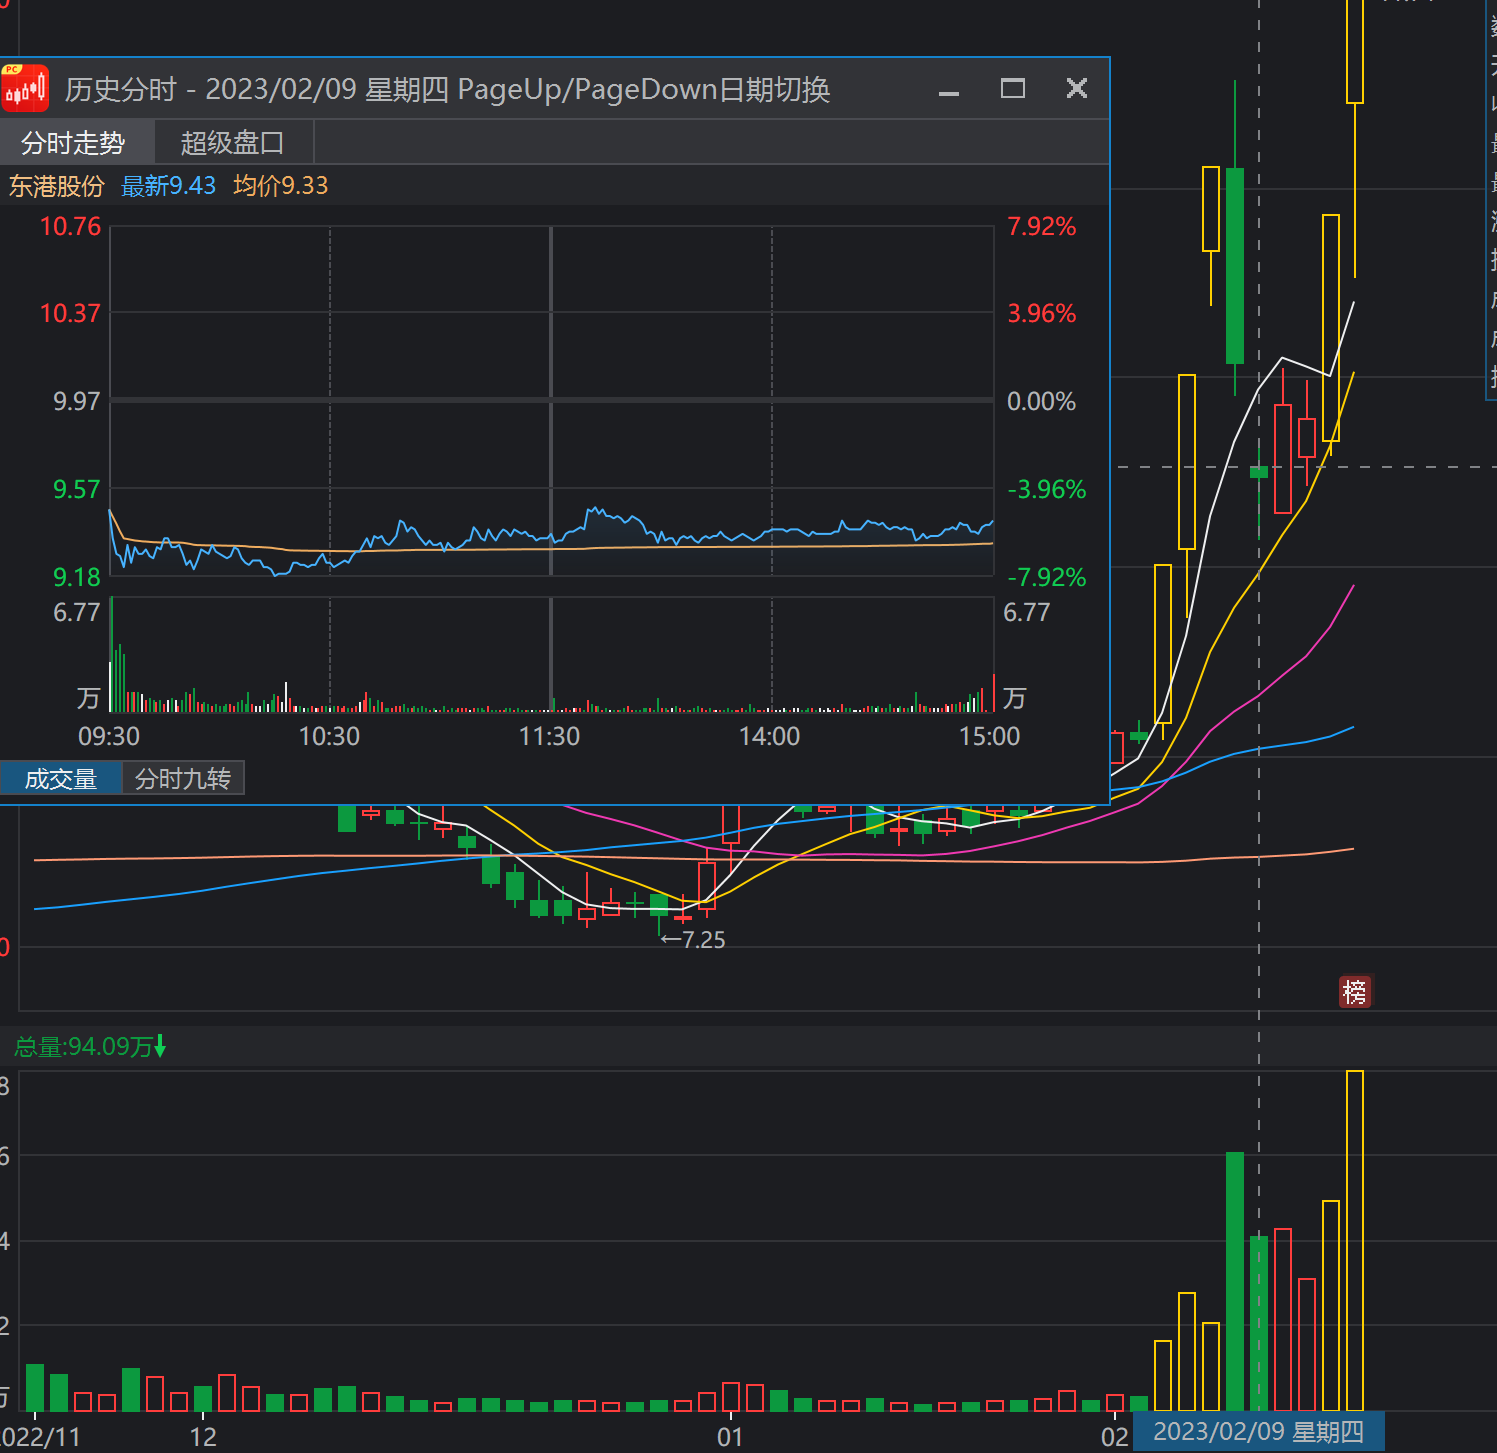 PC
历史分时 - 2023/02/09 星期四 PageUp/PageDown日期切换
分时走势 超级盘口
东港股份 最新9.43 均价9.33
10.76 7.92%
10.37 3.96%
9.97 0.00%
9.57 -3.96%
9.18 -7.92%
6.77 6.77
万 万
09:30 10:30 11:30 14:00 15:00
成交量 分时九转
←7.25
榜
总量:94.09万↓
8
6
4
2
022/11 12 01 02 2023/02/09 星期四